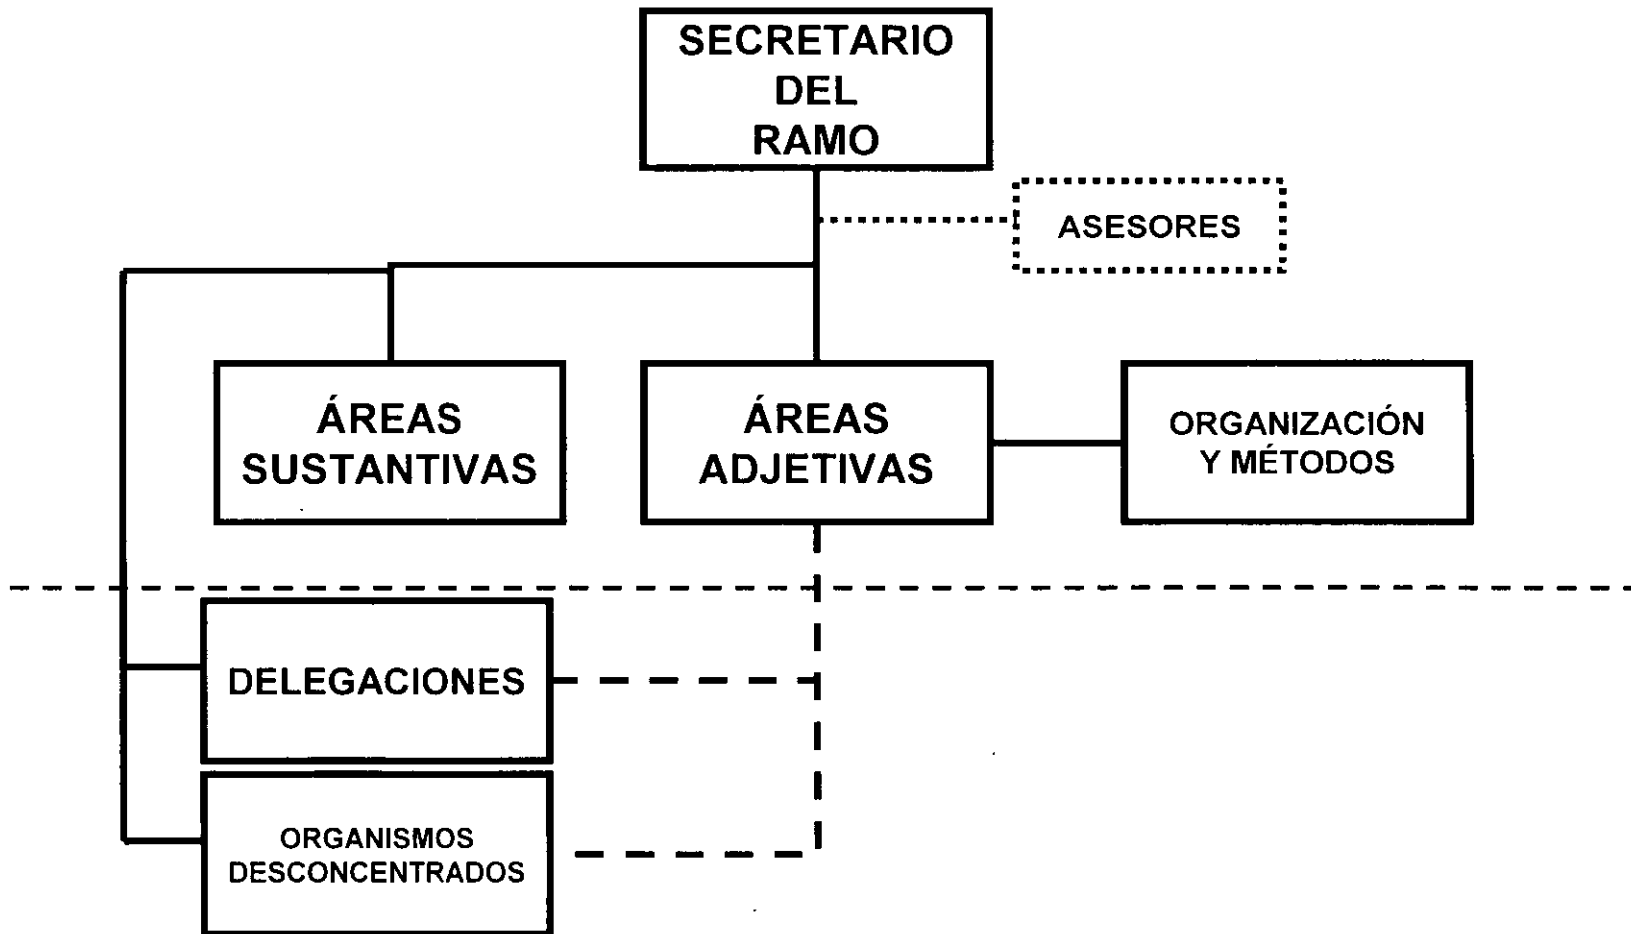 SECRETARIO
DEL
RAMO
ASESORES
ÁREAS
SUSTANTIVAS
ÁREAS
ADJETIVAS
ORGANIZACIÓN
Y MÉTODOS
DELEGACIONES
ORGANISMOS
DESCONCENTRADOS